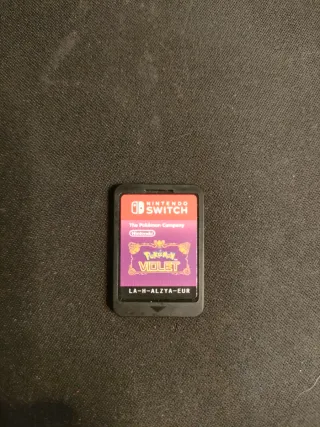 NINTENDO
SWITCH
The Pokémon Company
Nintendo
POKéMON
VIOLET
LA-H-ALZYA-EUR